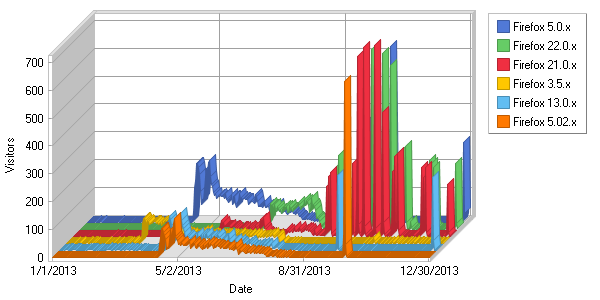 700
600
500
400
300
200
100
0
Visitors
1/1/2013
5/2/2013
8/31/2013
12/30/2013
Date
Firefox 5.0.x
Firefox 22.0.x
Firefox 21.0.x
Firefox 3.5.x
Firefox 13.0.x
Firefox 5.02.x